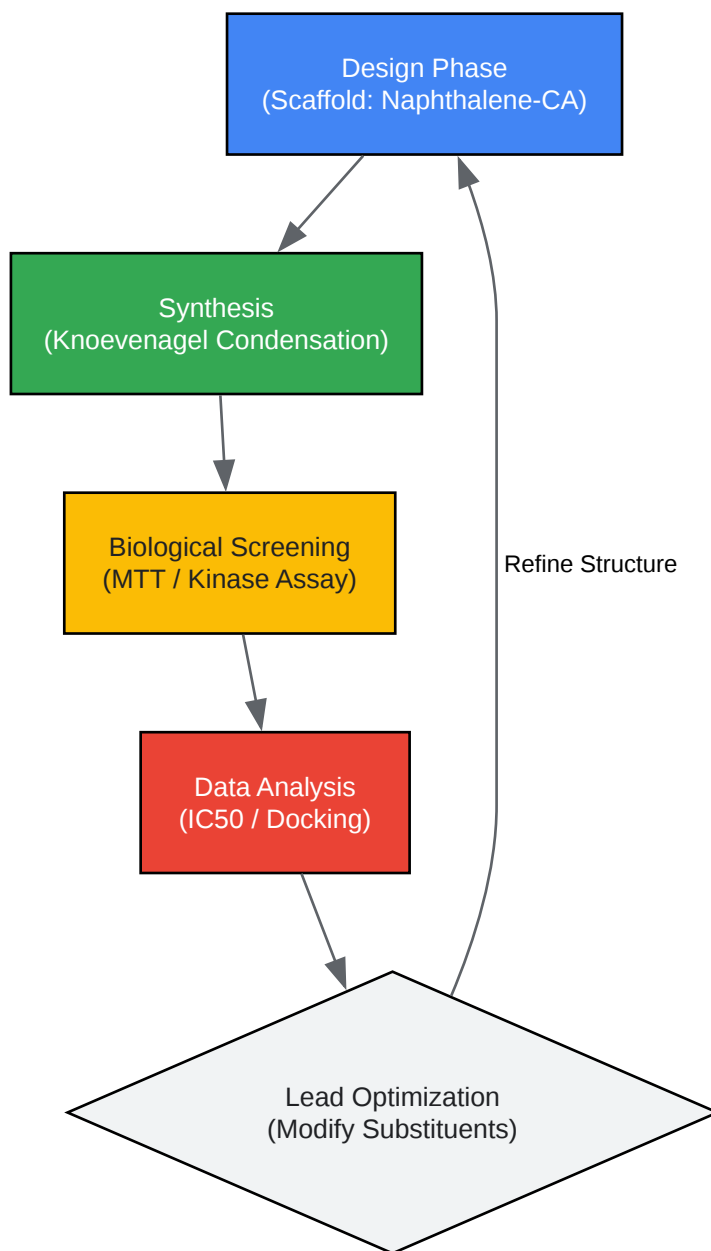 Design Phase
(Scaffold: Naphthalene-CA)
Synthesis
(Knoevenagel Condensation)
Biological Screening
(MTT / Kinase Assay)
Refine Structure
Data Analysis
(IC50 / Docking)
Lead Optimization
(Modify Substituents)